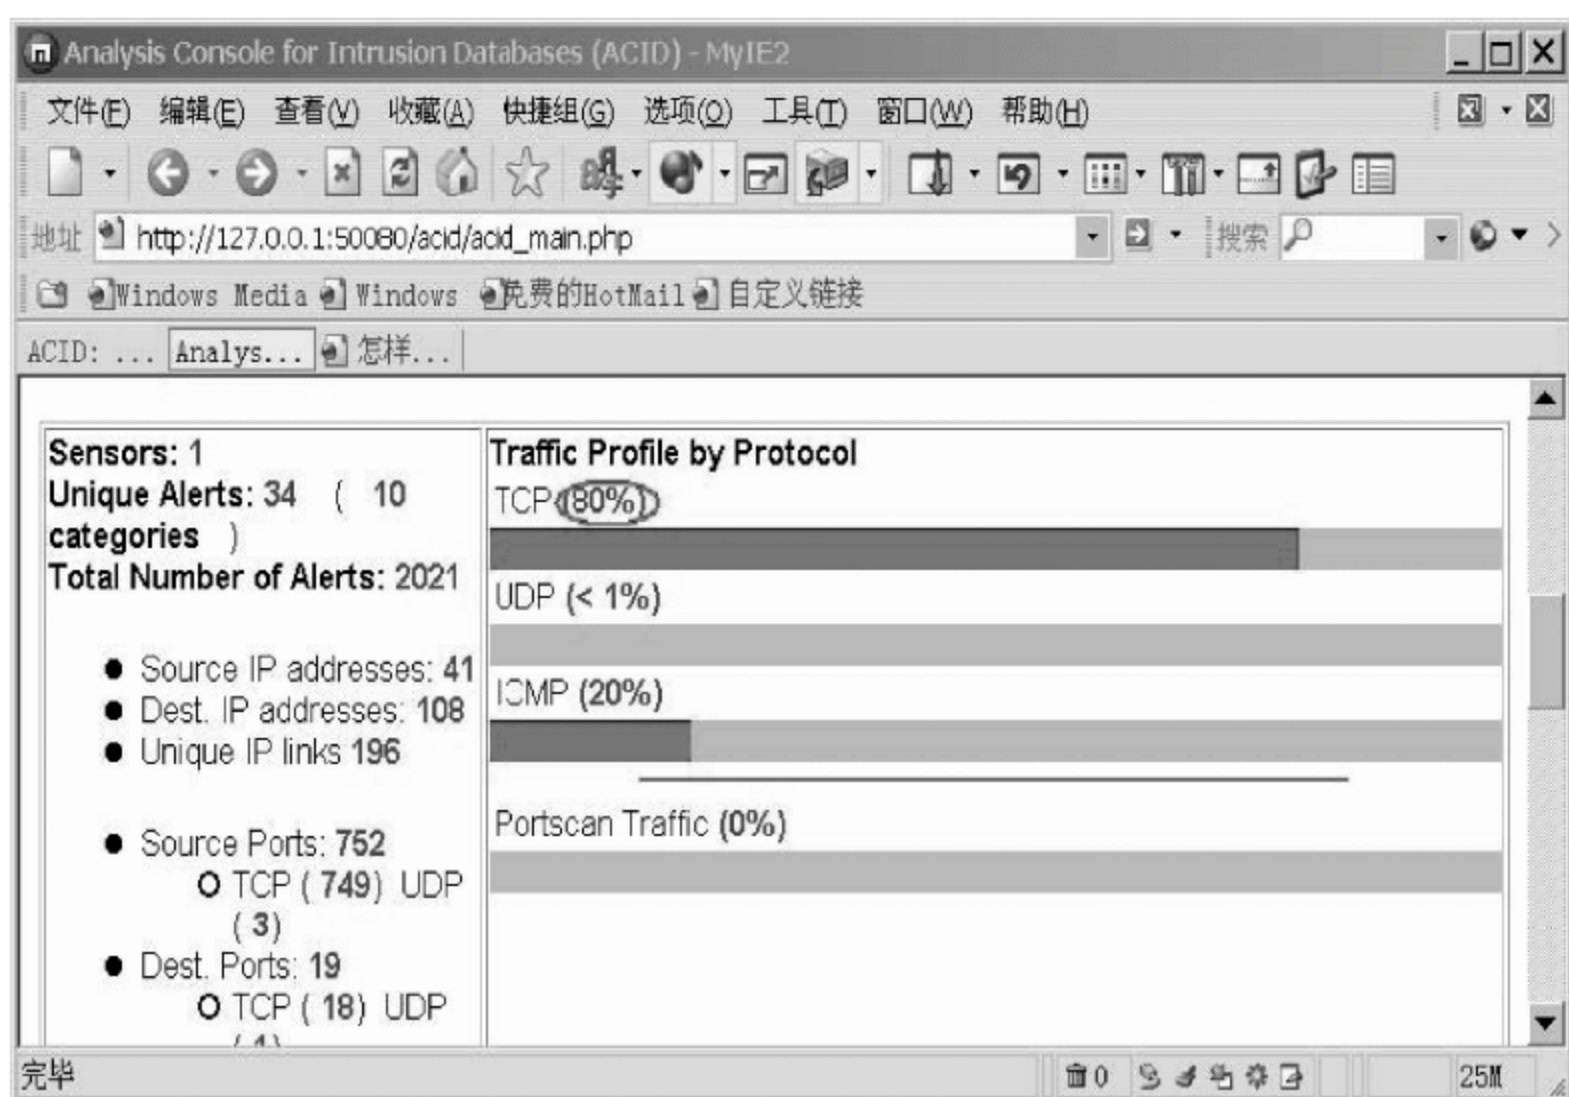 Analysis Console for Intrusion Databases (ACID) - MyIE2
文件(F) 编辑(E) 查看(V) 收藏(A) 快捷组(G) 选项(O) 工具(T) 窗口(W) 帮助(H)
地址 http://127.0.0.1:50080/acid/acid_main.php 搜索
Windows Media Windows 免费的HotMail 自定义链接
ACID: ... Analys... 怎样...
Sensors: 1
Unique Alerts: 34 ( 10
categories )
Total Number of Alerts: 2021
Source IP addresses: 41
Dest. IP addresses: 108
Unique IP links 196
Source Ports: 752
TCP ( 749) UDP
( 3)
Dest. Ports: 19
TCP ( 18) UDP
( 1)
Traffic Profile by Protocol
TCP (80%)
UDP (< 1%)
ICMP (20%)
Portscan Traffic (0%)
完毕 0 25M